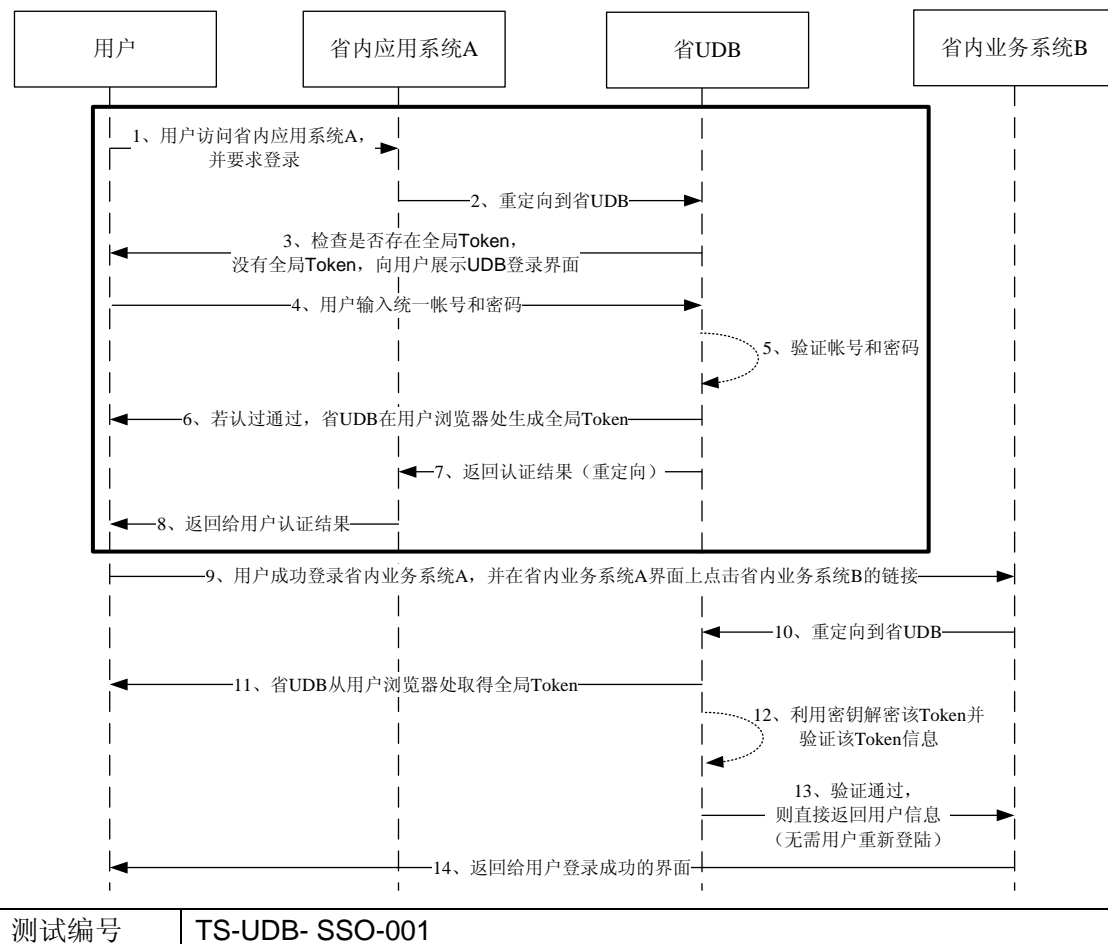 用户
省内应用系统A
省UDB
省内业务系统B
1、用户访问省内应用系统A，
并要求登录
2、重定向到省UDB
3、检查是否存在全局Token，
没有全局Token，向用户展示UDB登录界面
4、用户输入统一帐号和密码
5、验证帐号和密码
6、若认过通过，省UDB在用户浏览器处生成全局Token
7、返回认证结果（重定向）
8、返回给用户认证结果
9、用户成功登录省内业务系统A，并在省内业务系统A界面上点击省内业务系统B的链接
10、重定向到省UDB
11、省UDB从用户浏览器处取得全局Token
12、利用密钥解密该Token并
验证该Token信息
13、验证通过，
则直接返回用户信息
（无需用户重新登陆）
14、返回给用户登录成功的界面
测试编号 TS-UDB- SSO-001